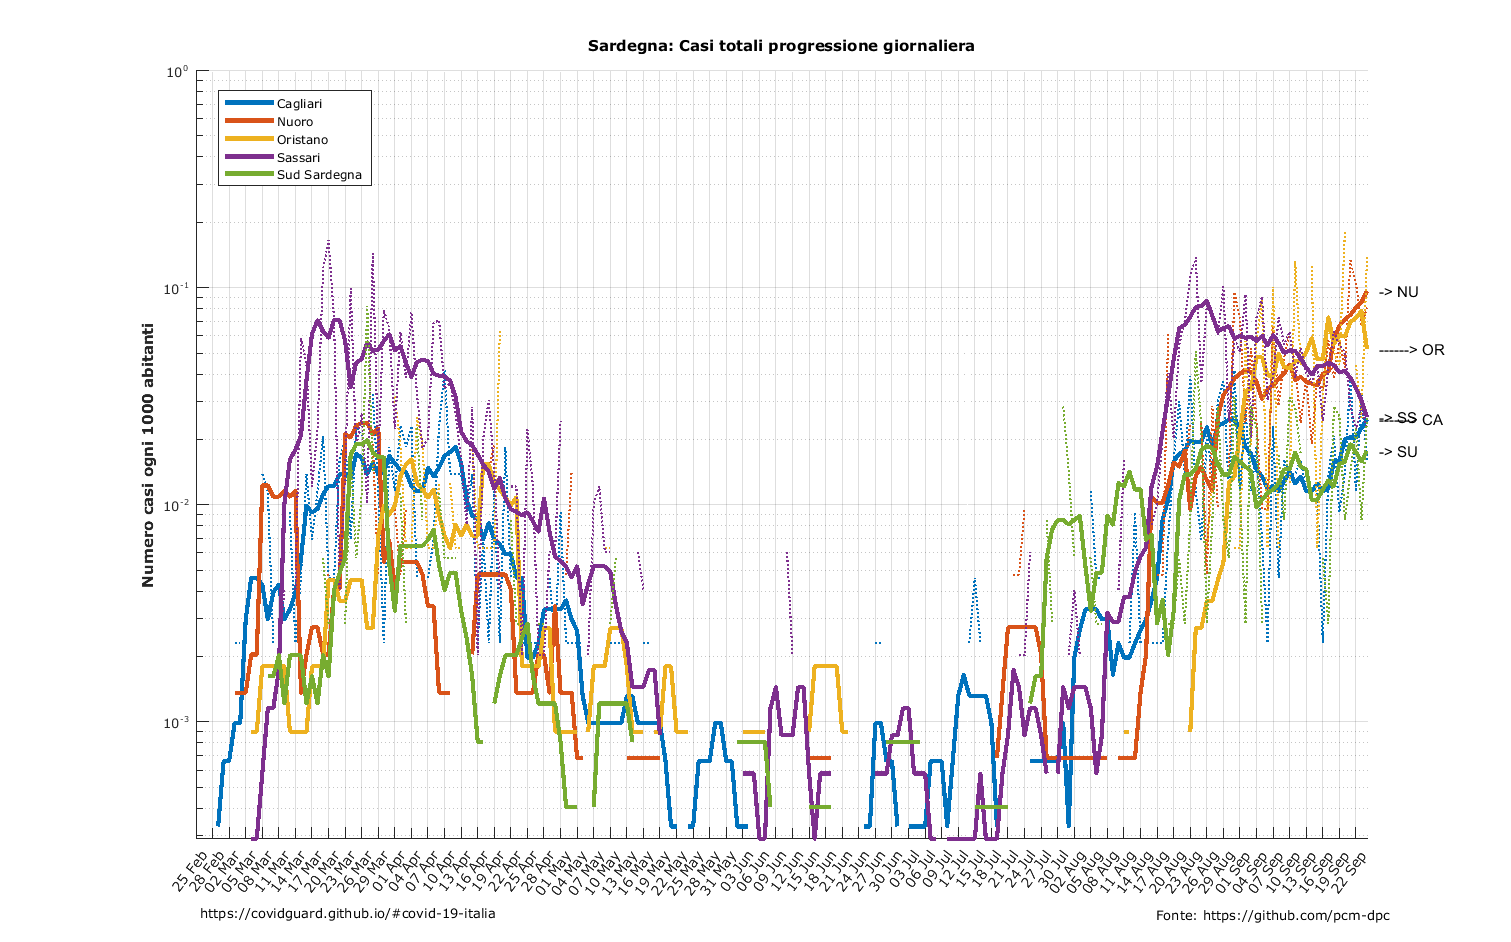 Sardegna: Casi totali progressione giornaliera
Numero casi ogni 1000 abitanti
10⁰
10⁻¹
10⁻²
10⁻³
Cagliari
Nuoro
Oristano
Sassari
Sud Sardegna
-> NU
------> OR
-> SS
------> CA
-> SU
25 Feb
28 Feb
02 Mar
05 Mar
08 Mar
11 Mar
14 Mar
17 Mar
20 Mar
23 Mar
26 Mar
29 Mar
01 Apr
04 Apr
07 Apr
10 Apr
13 Apr
16 Apr
19 Apr
22 Apr
25 Apr
28 Apr
01 May
04 May
07 May
10 May
13 May
16 May
19 May
22 May
25 May
28 May
31 May
03 Jun
06 Jun
09 Jun
12 Jun
15 Jun
18 Jun
21 Jun
24 Jun
27 Jun
30 Jun
03 Jul
06 Jul
09 Jul
12 Jul
15 Jul
18 Jul
21 Jul
24 Jul
27 Jul
30 Jul
02 Aug
05 Aug
08 Aug
11 Aug
14 Aug
17 Aug
20 Aug
23 Aug
26 Aug
29 Aug
01 Sep
04 Sep
07 Sep
10 Sep
13 Sep
16 Sep
19 Sep
22 Sep
https://covidguard.github.io/#covid-19-italia
Fonte: https://github.com/pcm-dpc